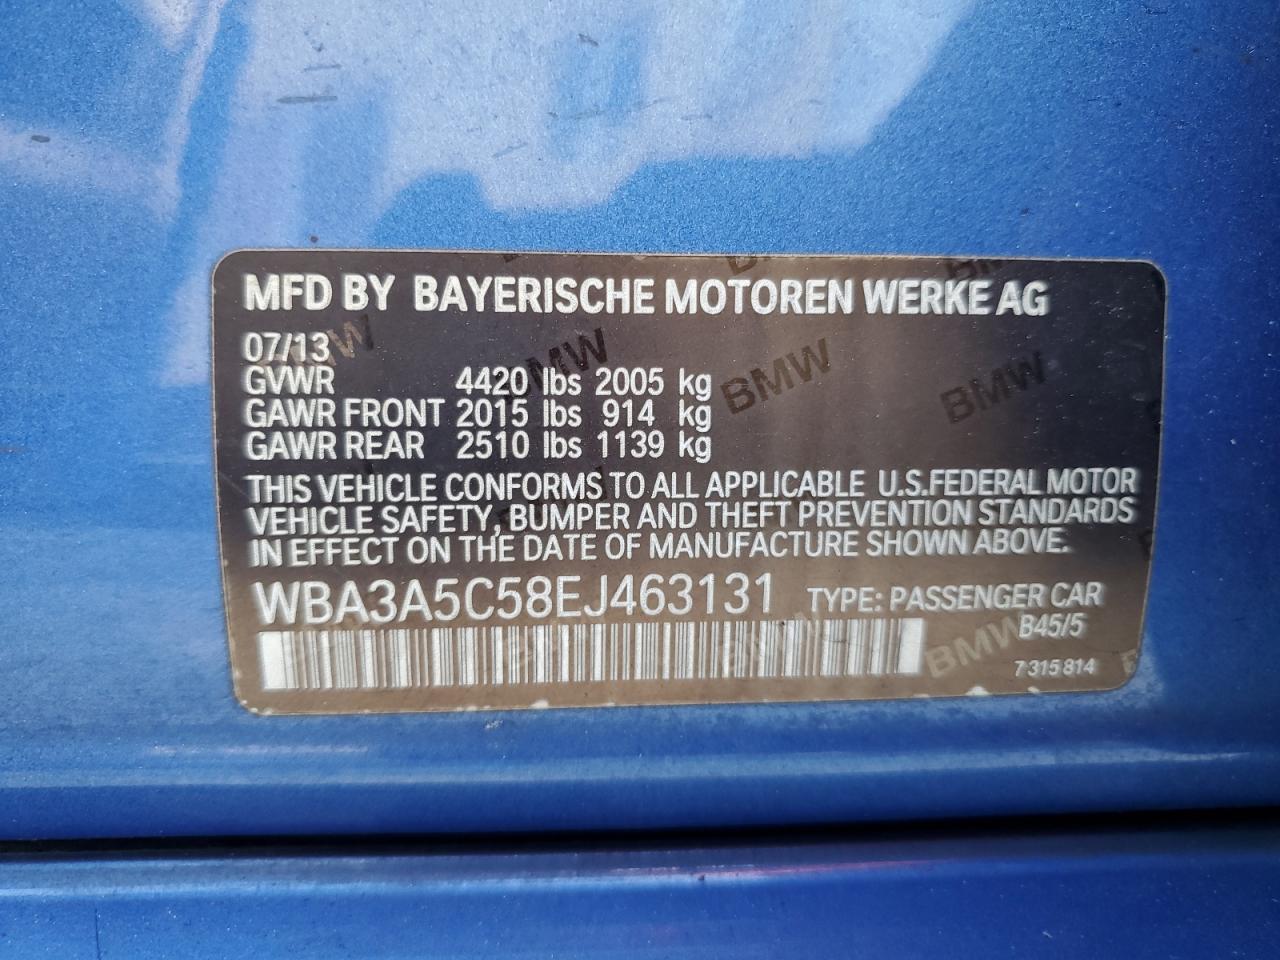 MFD BY BAYERISCHE MOTOREN WERKE AG
07/13
GVWR 4420 lbs 2005 kg
GAWR FRONT 2015 lbs 914 kg
GAWR REAR 2510 lbs 1139 kg
THIS VEHICLE CONFORMS TO ALL APPLICABLE U.S.FEDERAL MOTOR
VEHICLE SAFETY, BUMPER AND THEFT PREVENTION STANDARDS
IN EFFECT ON THE DATE OF MANUFACTURE SHOWN ABOVE.
WBA3A5C58EJ463131 TYPE: PASSENGER CAR
B45/5
7 315 814
BMW
BMW
BMW
BMW
BMW